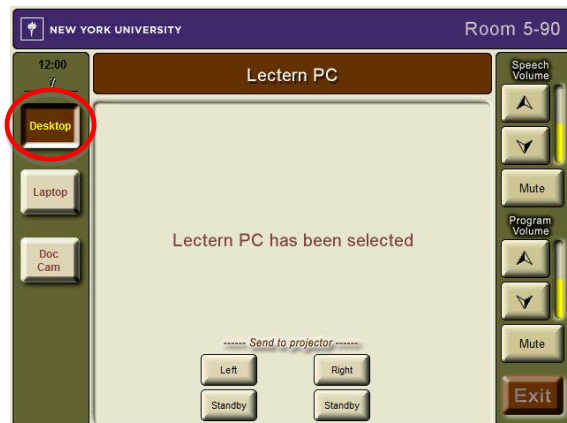 NEW YORK UNIVERSITY
Room 5-90
12:00
7
Desktop
Laptop
Doc
Cam
Lectern PC
Lectern PC has been selected
------ Send to projector ------
Left
Right
Standby
Standby
Speech
Volume
Mute
Program
Volume
Mute
Exit